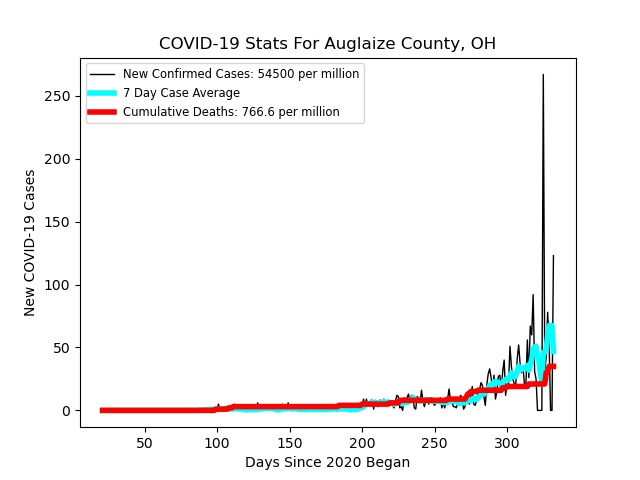 COVID-19 Stats For Auglaize County, OH
New Confirmed Cases: 54500 per million
7 Day Case Average
Cumulative Deaths: 766.6 per million
New COVID-19 Cases
250
200
150
100
50
0
50 100 150 200 250 300
Days Since 2020 Began